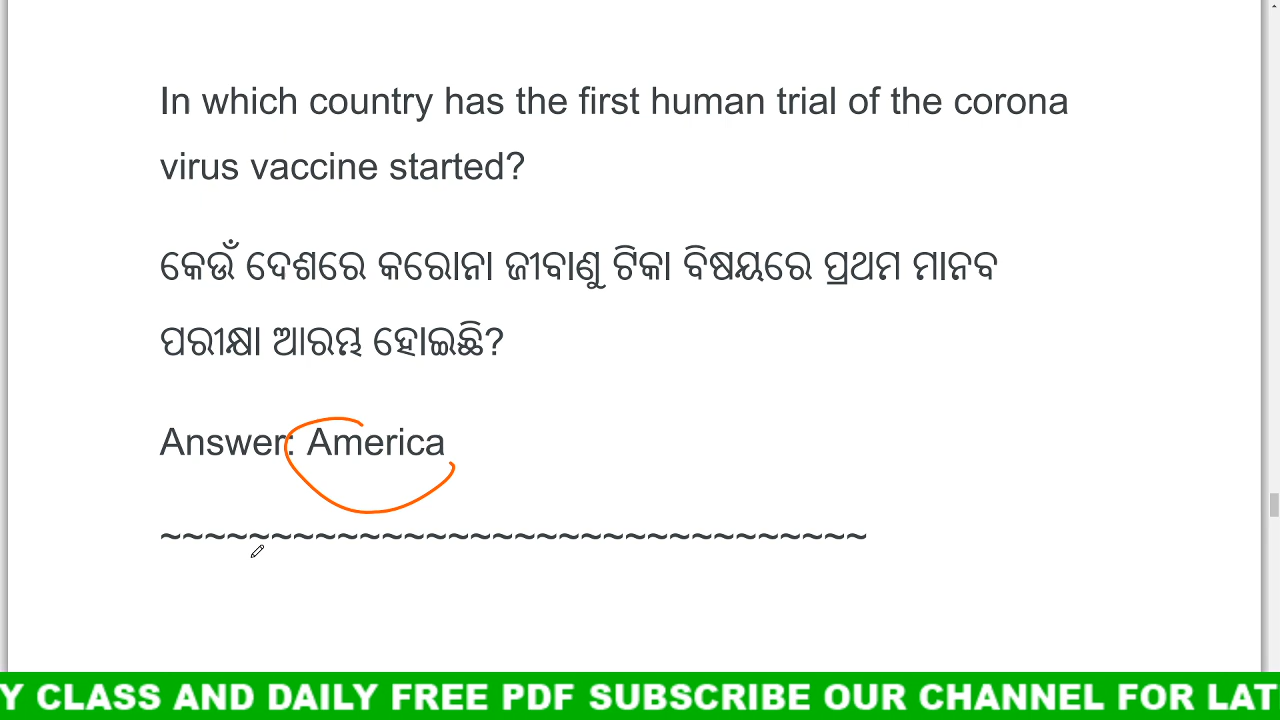 In which country has the first human trial of the corona
virus vaccine started?
କେଉଁ ଦେଶରେ କରୋନା ଜୀବାଣୁ ଟିକା ବିଷୟରେ ପ୍ରଥମ ମାନବ
ପରୀକ୍ଷା ଆରମ୍ଭ ହୋଇଛି?
Answer: America
~~~~~~~~~~~~~~~~~~~~~~~~~~~~~~~~
Y CLASS AND DAILY FREE PDF SUBSCRIBE OUR CHANNEL FOR LAT